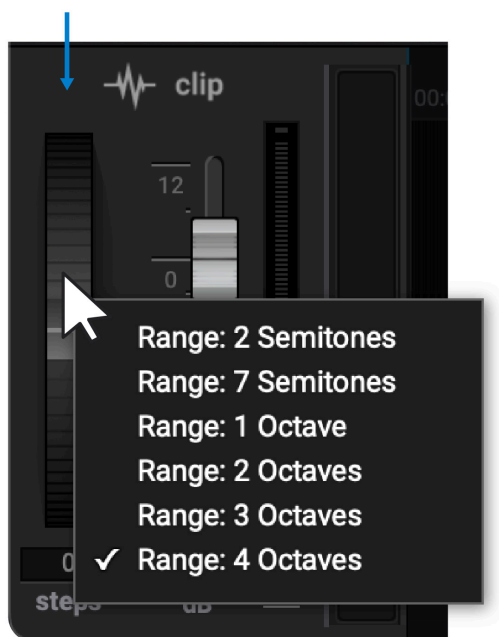 clip
00:
12
0
Range: 2 Semitones
Range: 7 Semitones
Range: 1 Octave
Range: 2 Octaves
Range: 3 Octaves
✓ Range: 4 Octaves
0
steps
dB